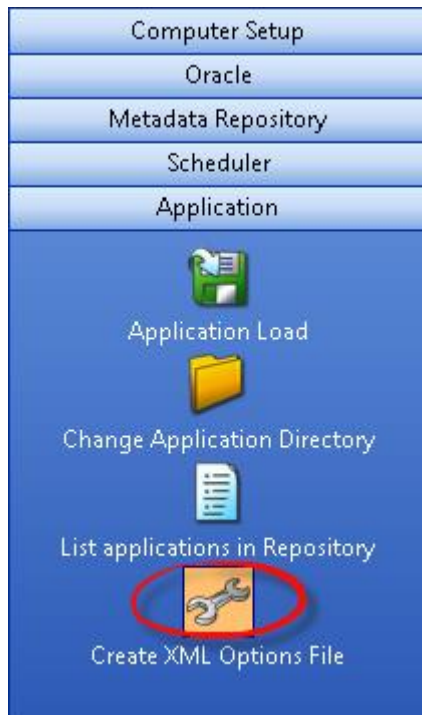 Computer Setup
Oracle
Metadata Repository
Scheduler
Application
Application Load
Change Application Directory
List applications in Repository
Create XML Options File